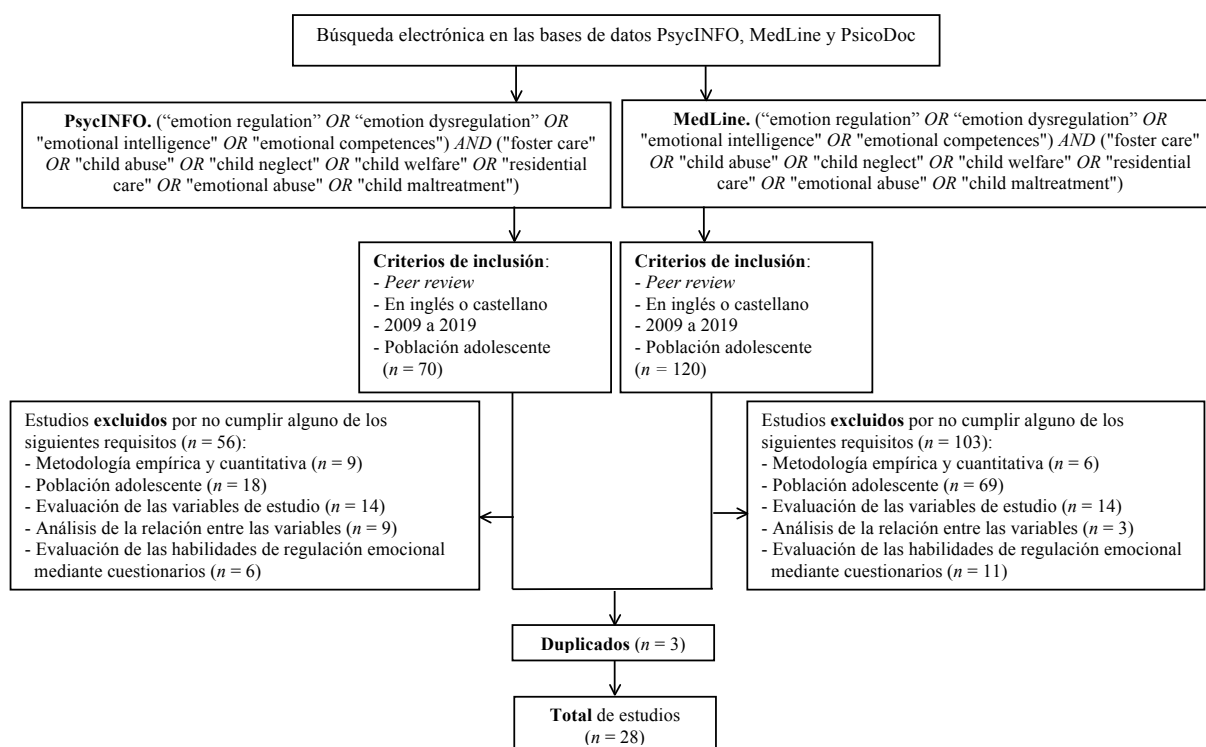 Búsqueda electrónica en las bases de datos PsycINFO, MedLine y PsicoDoc
PsycINFO. (“emotion regulation” OR “emotion dysregulation” OR
"emotional intelligence" OR "emotional competences") AND ("foster care"
OR "child abuse" OR "child neglect" OR "child welfare" OR "residential
care" OR "emotional abuse" OR "child maltreatment")
MedLine. (“emotion regulation” OR “emotion dysregulation” OR
"emotional intelligence" OR "emotional competences") AND ("foster care"
OR "child abuse" OR "child neglect" OR "child welfare" OR "residential
care" OR "emotional abuse" OR "child maltreatment")
Criterios de inclusión:
- Peer review
- En inglés o castellano
- 2009 a 2019
- Población adolescente
(n = 70)
Criterios de inclusión:
- Peer review
- En inglés o castellano
- 2009 a 2019
- Población adolescente
(n = 120)
Estudios excluidos por no cumplir alguno de los
siguientes requisitos (n = 56):
- Metodología empírica y cuantitativa (n = 9)
- Población adolescente (n = 18)
- Evaluación de las variables de estudio (n = 14)
- Análisis de la relación entre las variables (n = 9)
- Evaluación de las habilidades de regulación emocional
mediante cuestionarios (n = 6)
Estudios excluidos por no cumplir alguno de los
siguientes requisitos (n = 103):
- Metodología empírica y cuantitativa (n = 6)
- Población adolescente (n = 69)
- Evaluación de las variables de estudio (n = 14)
- Análisis de la relación entre las variables (n = 3)
- Evaluación de las habilidades de regulación emocional
mediante cuestionarios (n = 11)
Duplicados (n = 3)
Total de estudios
(n = 28)